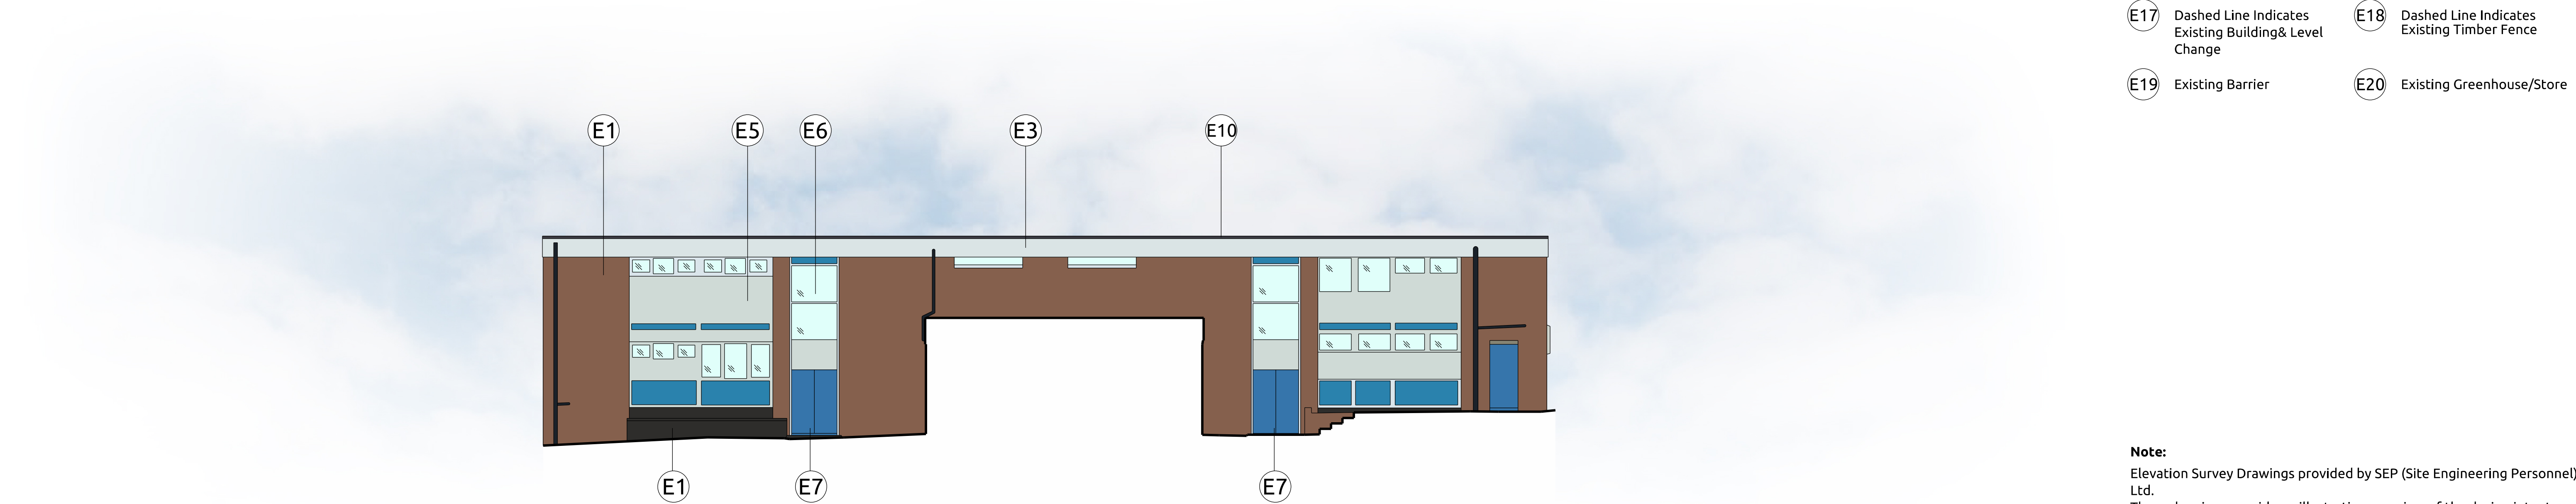 E17 Dashed Line Indicates
Existing Building& Level
Change
E18 Dashed Line Indicates
Existing Timber Fence
E19 Existing Barrier
E20 Existing Greenhouse/Store
E1
E5
E6
E3
E10
E1
E7
E7
Note:
Elevation Survey Drawings provided by SEP (Site Engineering Personnel)
Ltd.